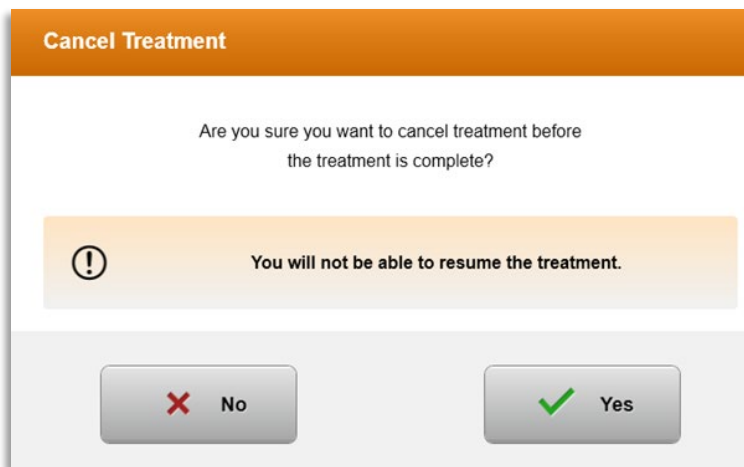 Cancel Treatment
Are you sure you want to cancel treatment before
the treatment is complete?
You will not be able to resume the treatment.
No
Yes